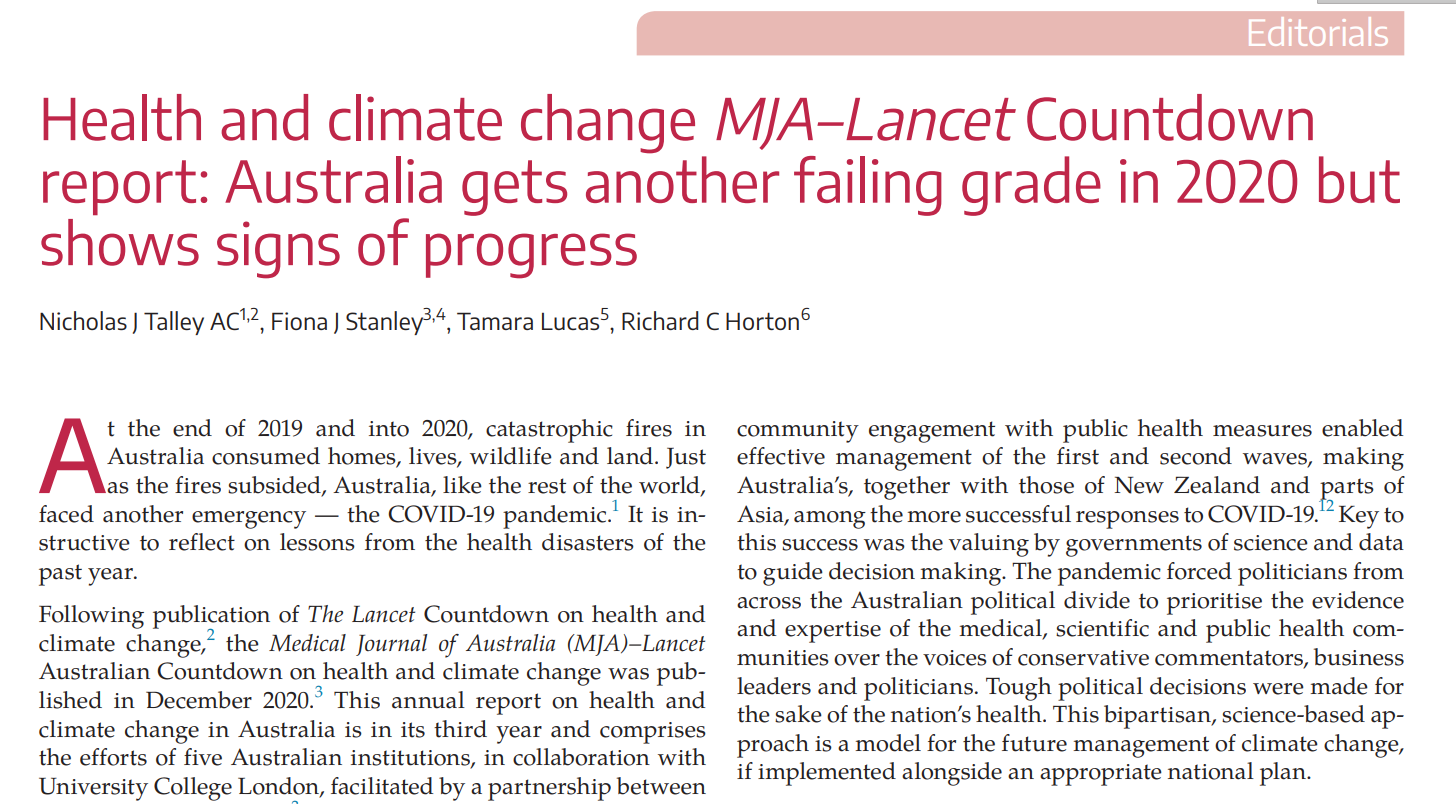 Editorials
Health and climate change MJA–Lancet Countdown
report: Australia gets another failing grade in 2020 but
shows signs of progress
Nicholas J Talley AC1,2, Fiona J Stanley3,4, Tamara Lucas5, Richard C Horton6
At the end of 2019 and into 2020, catastrophic fires in
Australia consumed homes, lives, wildlife and land. Just
as the fires subsided, Australia, like the rest of the world,
faced another emergency — the COVID-19 pandemic.1 It is in-
structive to reflect on lessons from the health disasters of the
past year.
Following publication of The Lancet Countdown on health and
climate change,2 the Medical Journal of Australia (MJA)–Lancet
Australian Countdown on health and climate change was pub-
lished in December 2020.3 This annual report on health and
climate change in Australia is in its third year and comprises
the efforts of five Australian institutions, in collaboration with
University College London, facilitated by a partnership between
community engagement with public health measures enabled
effective management of the first and second waves, making
Australia's, together with those of New Zealand and parts of
Asia, among the more successful responses to COVID-19.12 Key to
this success was the valuing by governments of science and data
to guide decision making. The pandemic forced politicians from
across the Australian political divide to prioritise the evidence
and expertise of the medical, scientific and public health com-
munities over the voices of conservative commentators, business
leaders and politicians. Tough political decisions were made for
the sake of the nation's health. This bipartisan, science-based ap-
proach is a model for the future management of climate change,
if implemented alongside an appropriate national plan.